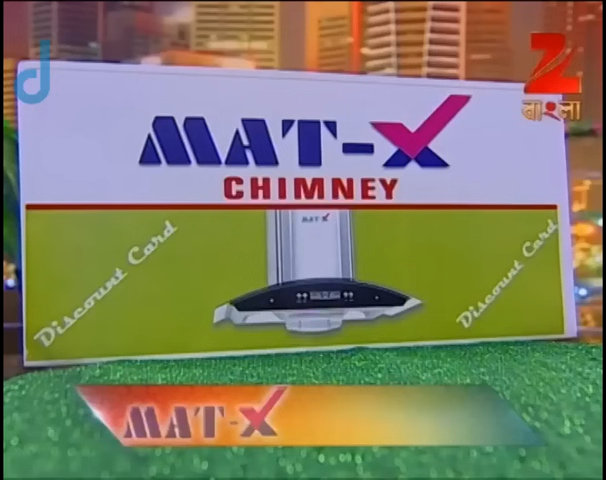 Z
বাংলা
MAT-X
CHIMNEY
MAT-X
Discount Card
Discount Card
MAT-X